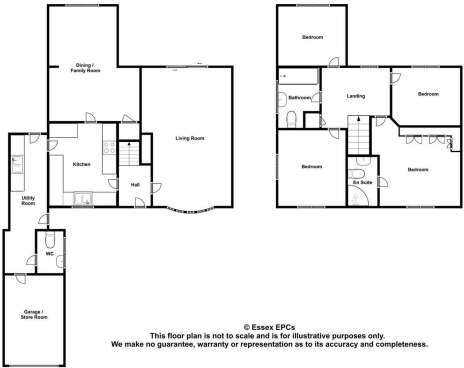 Dining /
Family Room
Living Room
Kitchen
Hall
Utility
Room
WC
Garage /
Store Room
Bedroom
Bathroom
Landing
Bedroom
Bedroom
En Suite
Bedroom
© Essex EPCs
This floor plan is not to scale and is for illustrative purposes only.
We make no guarantee, warranty or representation as to its accuracy and completeness.